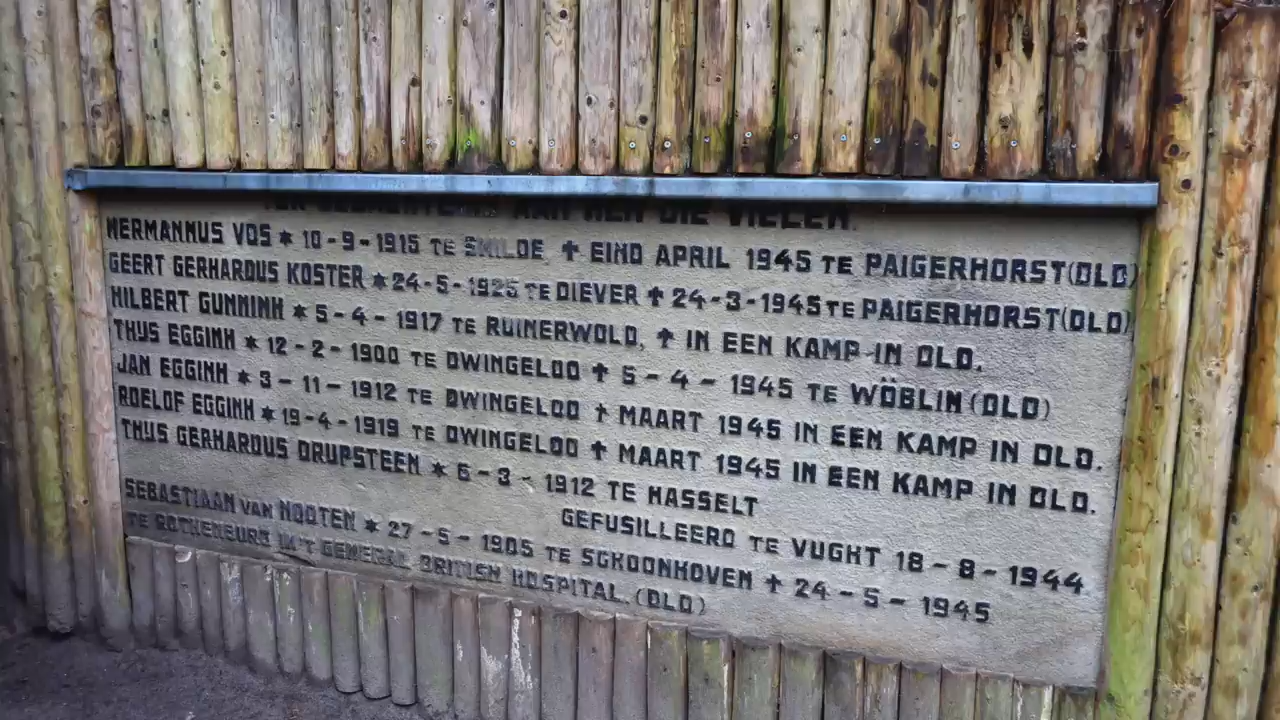 AAN HEN DIE VIELEN.
HERMANNUS VOS * 10-9-1915 TE SMILDE † EIND APRIL 1945 TE PAIGERHORST(DLD)
GEERT GERHARDUS KOSTER * 24-5-1925 TE DIEVER † 24-3-1945 TE PAIGERHORST(DLD)
HILBERT GUNNINK * 5-4-1917 TE RUINERWOLD, † IN EEN KAMP IN DLD.
THIJS EGGINK * 12-2-1900 TE DWINGELOO † 5-4-1945 TE WÖBLIN (DLD)
JAN EGGINK * 3-11-1912 TE DWINGELOO † MAART 1945 IN EEN KAMP IN DLD.
ROELOF EGGINK * 19-4-1919 TE DWINGELOO † MAART 1945 IN EEN KAMP IN DLD.
THIJS GERHARDUS DRUPSTEEN * 6-3-1912 TE HASSELT
GEFUSILLEERD TE VUGHT 18-8-1944
SEBASTIAAN VAN NOOTEN * 27-5-1905 TE SCHOONHOVEN † 24-5-1945
TE ROTHENBURG IN 'T GENERAL BRITISH HOSPITAL.(DLD)